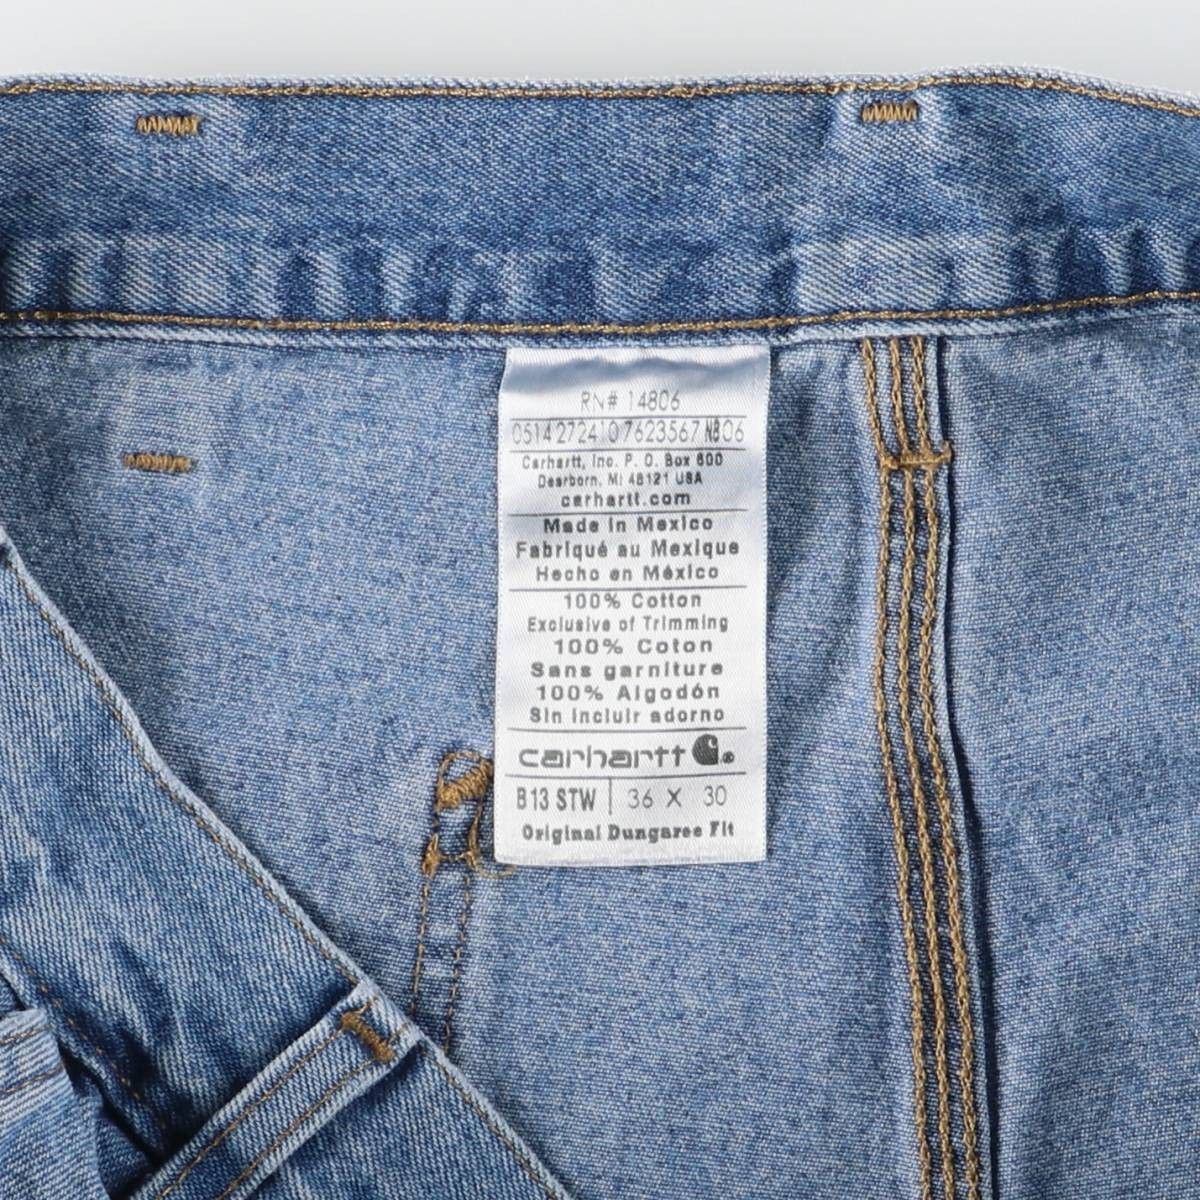 RN# 14806
0514272410 7623567 NB06
Carhartt, Inc. P. O. Box 600
Dearborn, MI 48121 USA
carhartt.com
Made in Mexico
Fabriqué au Mexique
Hecho en México
100% Cotton
Exclusive of Trimming
100% Coton
Sans garniture
100% Algodón
Sin incluir adorno
carhartt ®
B13 STW | 36 X 30
Original Dungaree Fit